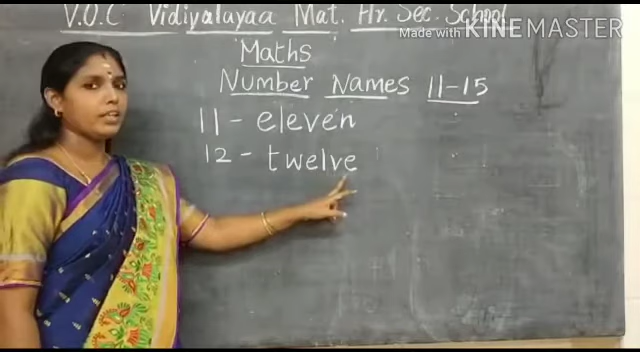 V.O.C Vidiyalayaa Mat. Hr. Sec. School
Made with KINEMASTER
Maths
Number Names 11-15
11 - eleven
12 - twelve